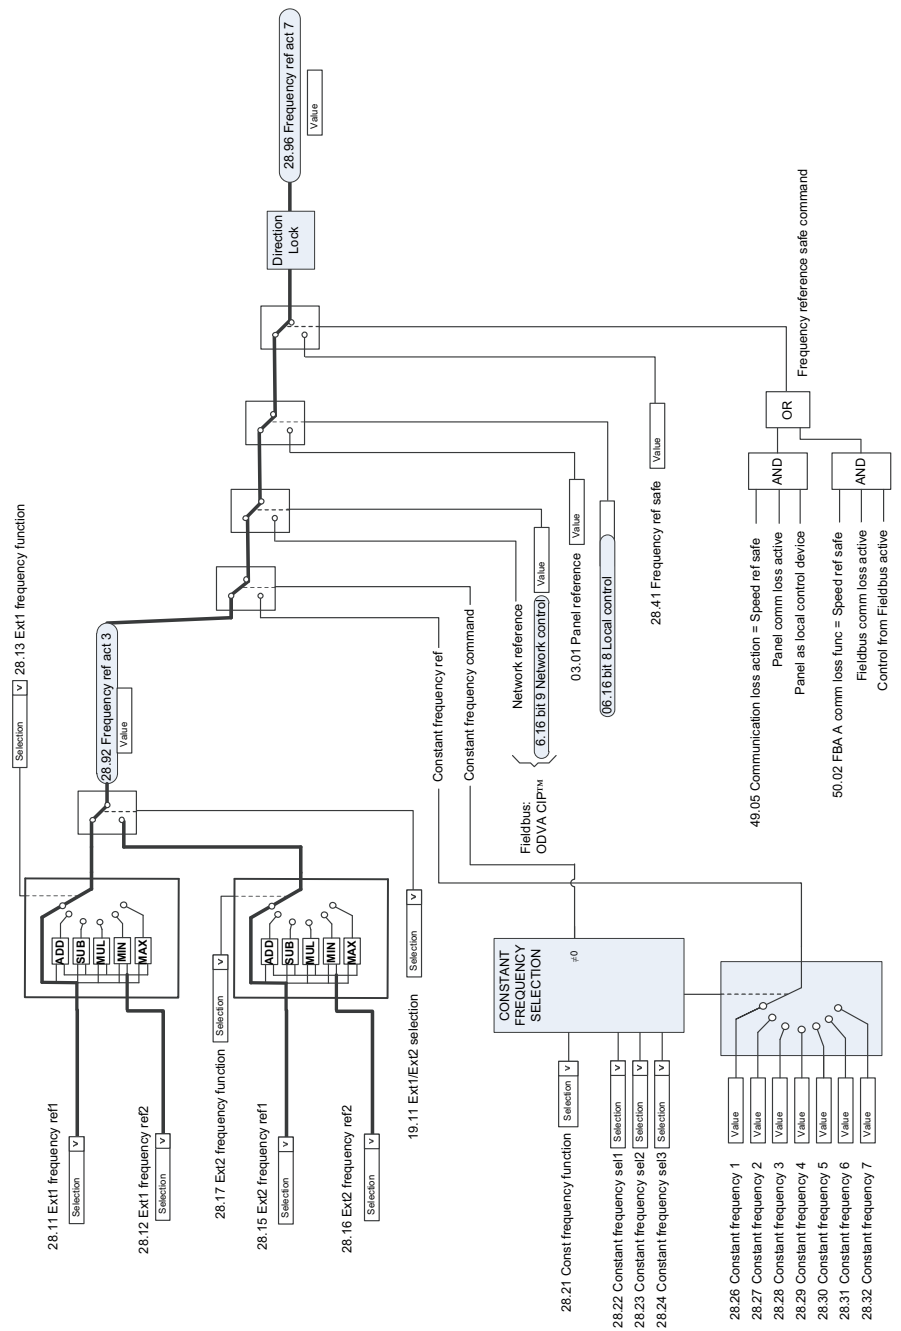 28.11 Ext1 frequency ref1
Selection
v
28.12 Ext1 frequency ref2
Selection
v
ADD
SUB
MUL
MIN
MAX
Selection
v
28.13 Ext1 frequency function
28.17 Ext2 frequency function
Selection
v
28.15 Ext2 frequency ref1
Selection
v
28.16 Ext2 frequency ref2
Selection
v
ADD
SUB
MUL
MIN
MAX
19.11 Ext1/Ext2 selection
Selection
v
28.92 Frequency ref act 3
Value
28.96 Frequency ref act 7
Value
Direction
Lock
Constant frequency ref
Constant frequency command
Network reference
Fieldbus:
ODVA CIP™
6.16 bit 9 Network control
Value
03.01 Panel reference
Value
06.16 bit 8 Local control
28.41 Frequency ref safe
Value
CONSTANT
FREQUENCY
SELECTION
≠0
28.21 Const frequency function
Selection
v
28.22 Constant frequency sel1
Selection
v
28.23 Constant frequency sel2
Selection
v
28.24 Constant frequency sel3
Selection
v
28.26 Constant frequency 1
Value
28.27 Constant frequency 2
Value
28.28 Constant frequency 3
Value
28.29 Constant frequency 4
Value
28.30 Constant frequency 5
Value
28.31 Constant frequency 6
Value
28.32 Constant frequency 7
Value
49.05 Communication loss action = Speed ref safe
Panel comm loss active
Panel as local control device
AND
50.02 FBA A comm loss func = Speed ref safe
Fieldbus comm loss active
Control from Fieldbus active
AND
OR
Frequency reference safe command